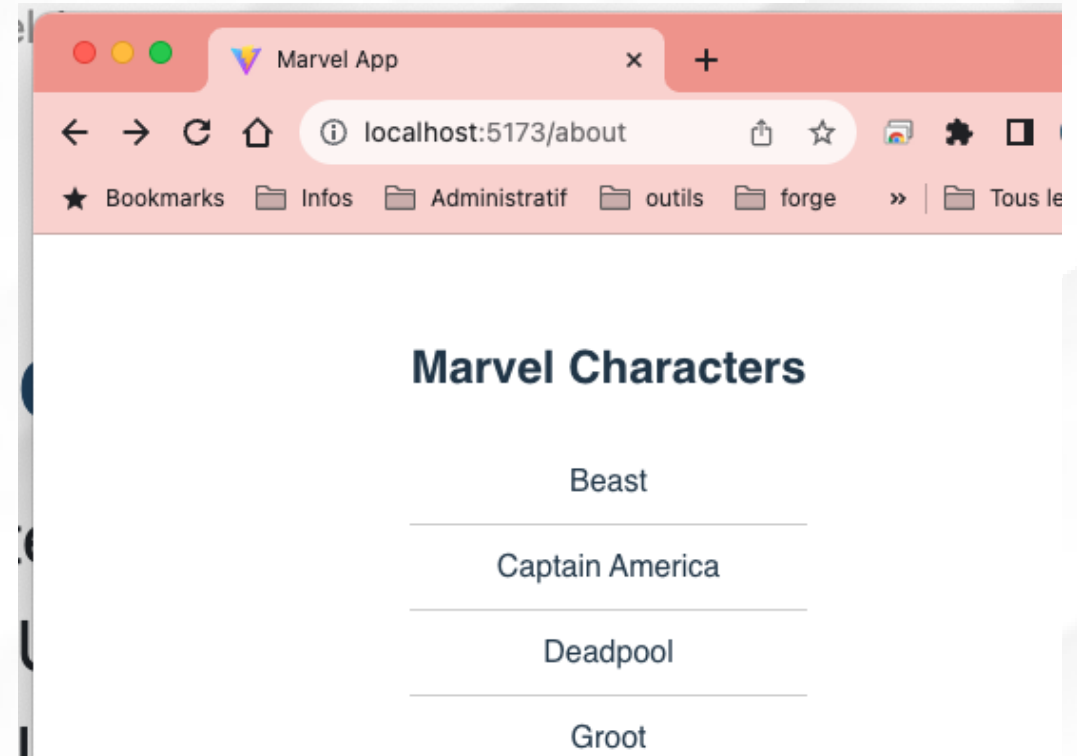 Marvel App
localhost:5173/about
Bookmarks Infos Administratif outils forge » Tous le
Marvel Characters
Beast
Captain America
Deadpool
Groot